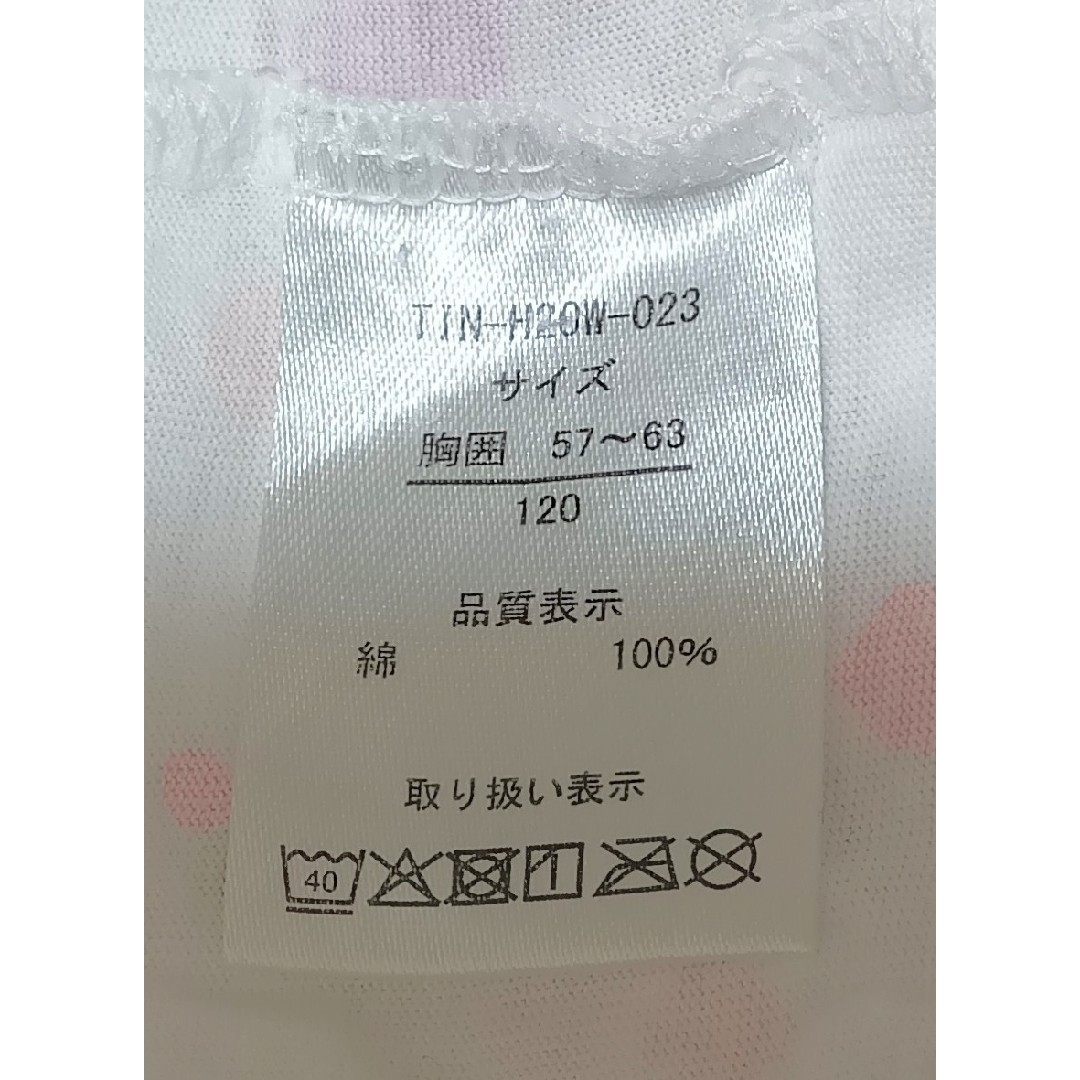 TIN-H20W-023
サイズ
胸囲 57～63
120
品質表示
綿 100%
取り扱い表示
40